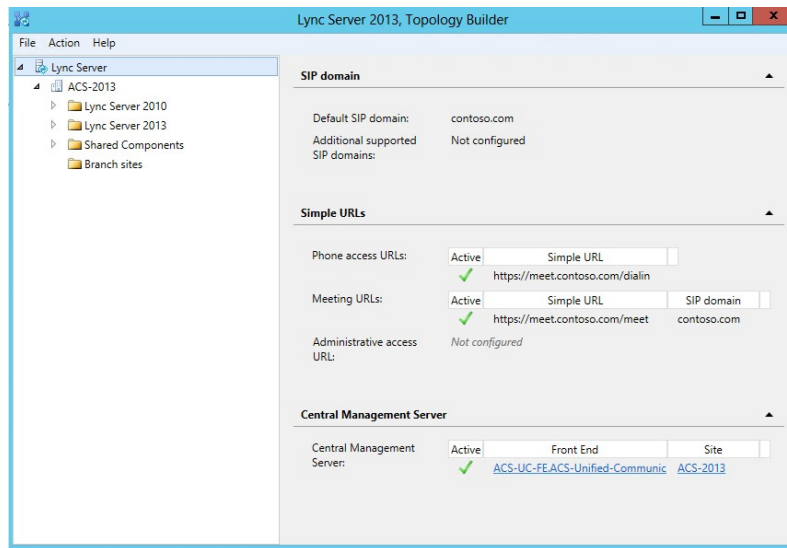 Lync Server 2013, Topology Builder
File Action Help
Lync Server
ACS-2013
Lync Server 2010
Lync Server 2013
Shared Components
Branch sites
SIP domain
Default SIP domain: contoso.com
Additional supported SIP domains: Not configured
Simple URLs
Phone access URLs: Active Simple URL
https://meet.contoso.com/dialin
Meeting URLs: Active Simple URL SIP domain
https://meet.contoso.com/meet contoso.com
Administrative access URL: Not configured
Central Management Server
Central Management Server: Active Front End Site
ACS-UC-FE.ACS-Unified-Communic ACS-2013